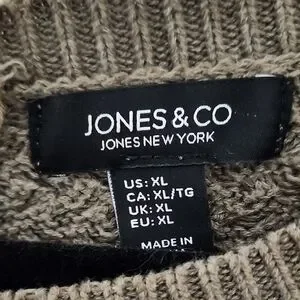 JONES & CO
JONES NEW YORK
US: XL
CA: XL/TG
UK: XL
EU: XL
MADE IN